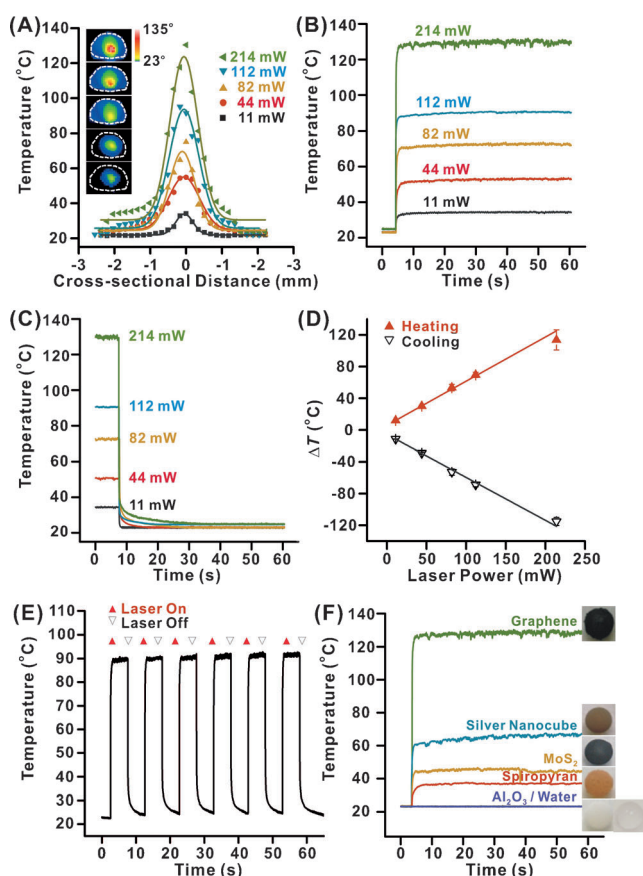 (A)
Temperature (°C)
140
120
100
80
60
40
20
-3 -2 -1 0 1 2 3
Cross-sectional Distance (mm)
135°
23°
214 mW
112 mW
82 mW
44 mW
11 mW
(B)
Temperature (°C)
140
120
100
80
60
40
20
0 10 20 30 40 50 60
Time (s)
214 mW
112 mW
82 mW
44 mW
11 mW
(C)
Temperature (°C)
140
120
100
80
60
40
20
0 10 20 30 40 50 60
Time (s)
214 mW
112 mW
82 mW
44 mW
11 mW
(D)
ΔT (°C)
120
80
40
0
-40
-80
-120
0 50 100 150 200 250
Laser Power (mW)
Heating
Cooling
(E)
Temperature (°C)
110
100
90
80
70
60
50
40
30
20
0 10 20 30 40 50 60
Time (s)
Laser On
Laser Off
(F)
Temperature (°C)
140
120
100
80
60
40
20
0 10 20 30 40 50 60
Time (s)
Graphene
Silver Nanocube
MoS₂
Spiropyran
Al₂O₃ / Water